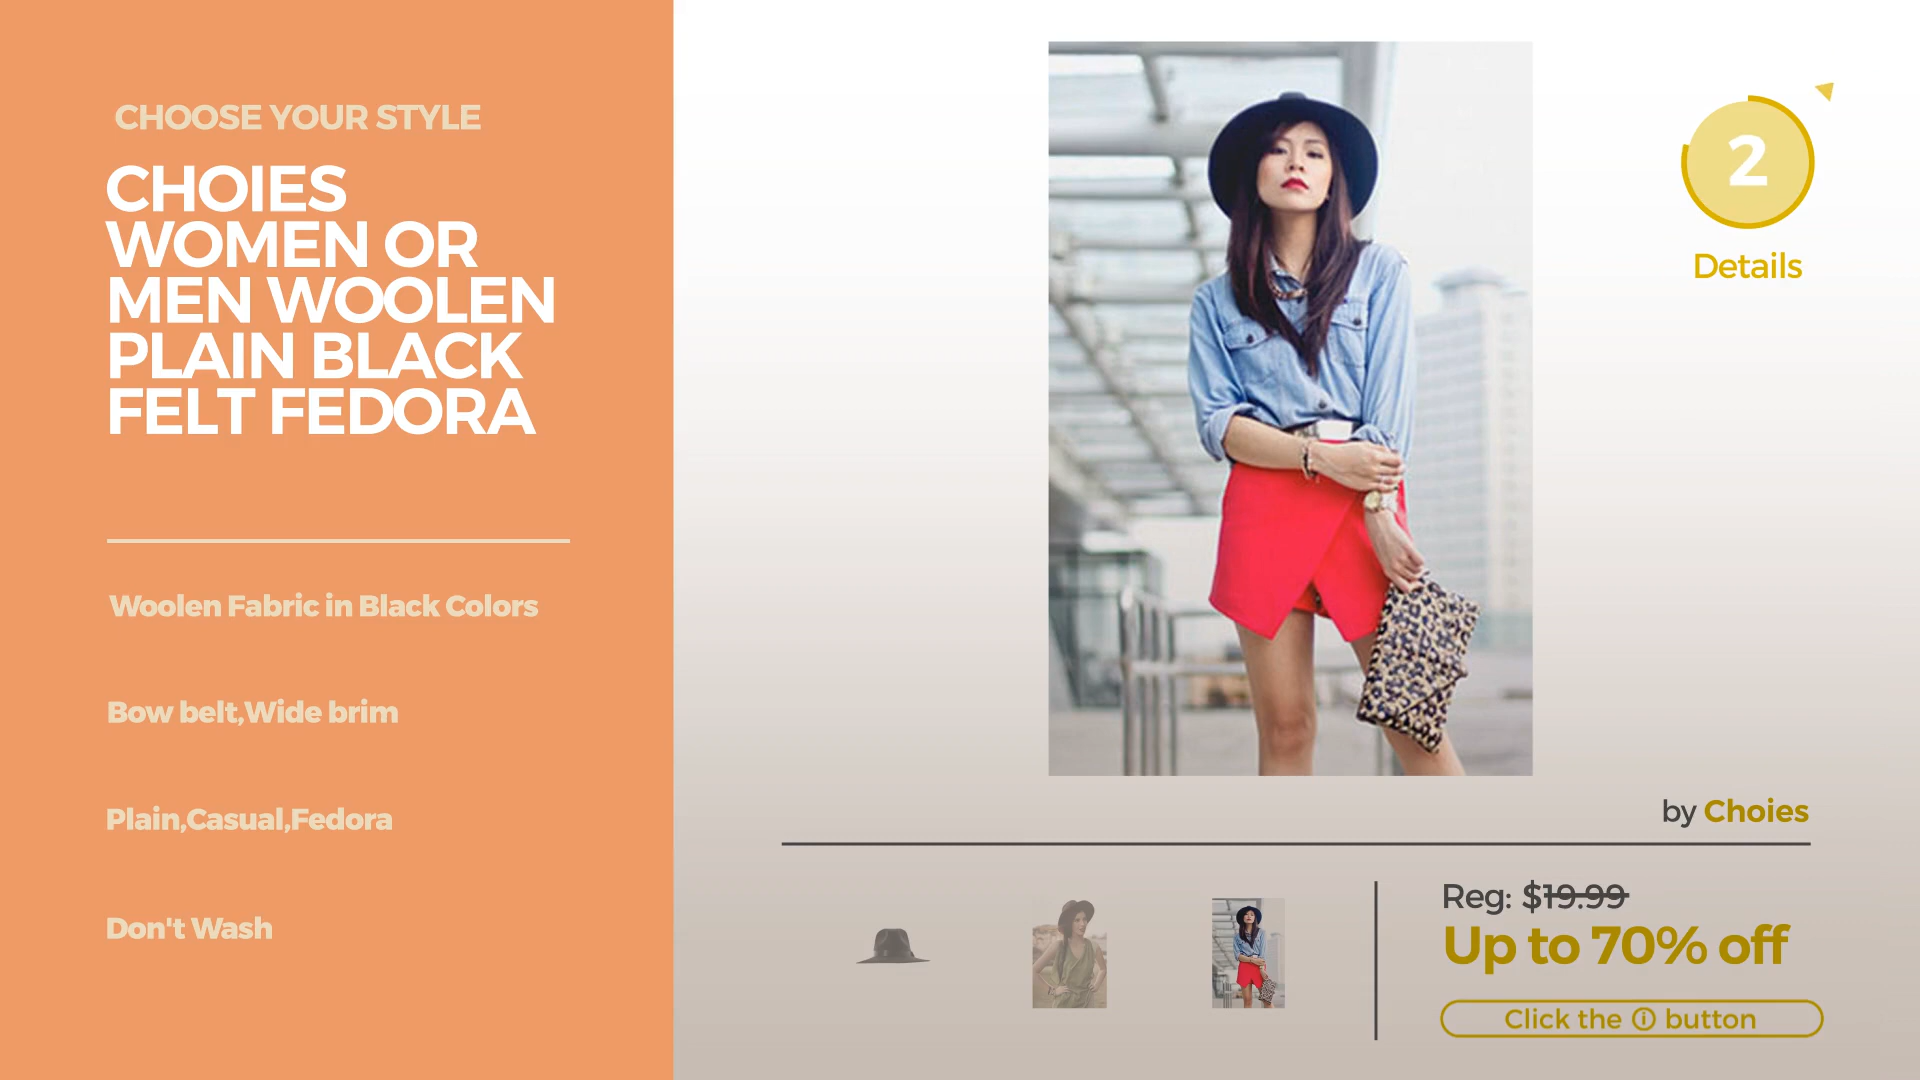 CHOOSE YOUR STYLE
CHOIES
WOMEN OR
MEN WOOLEN
PLAIN BLACK
FELT FEDORA
Woolen Fabric in Black Colors
Bow belt,Wide brim
Plain,Casual,Fedora
Don't Wash
2
Details
by Choies
Reg: $19.99
Up to 70% off
Click the ⓘ button